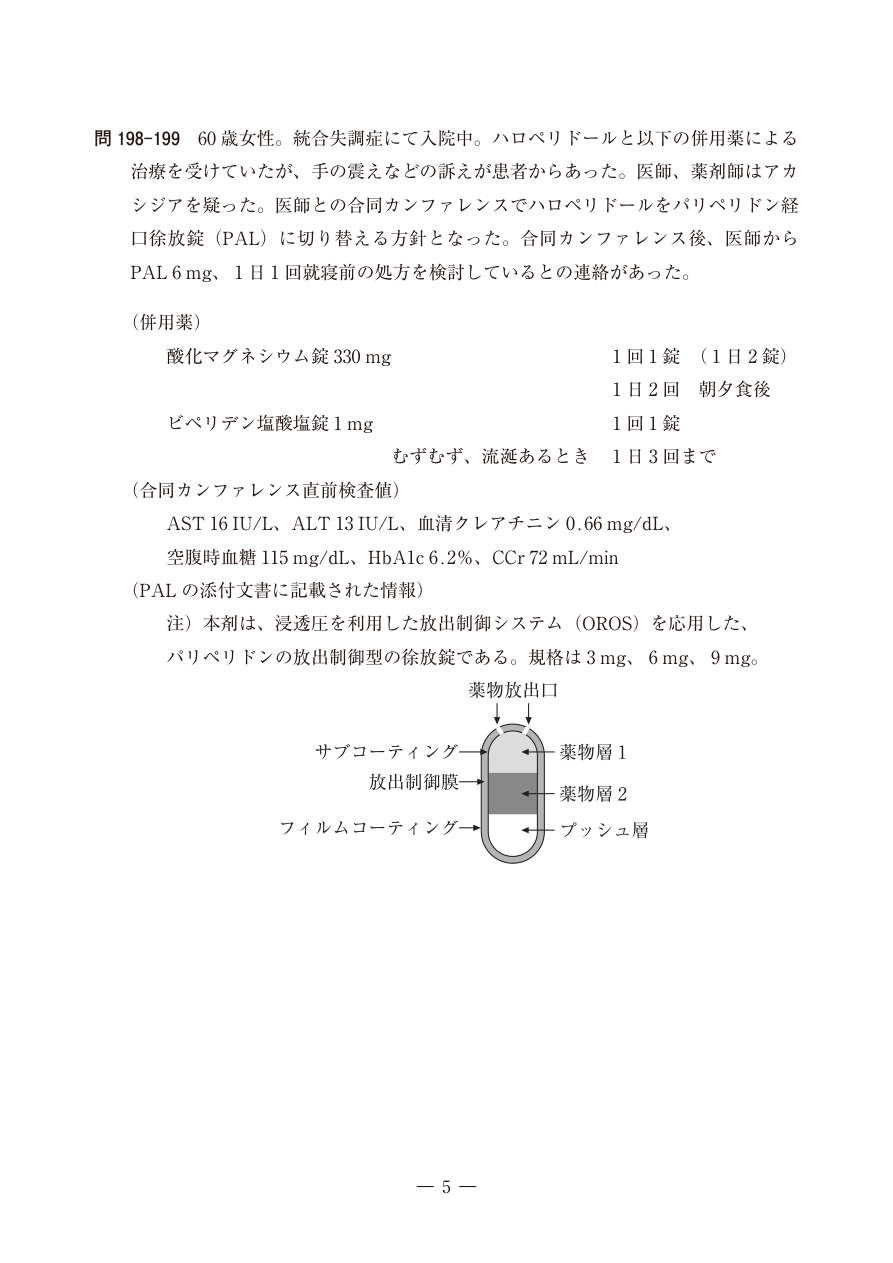 問 198-199　60 歳女性。統合失調症にて入院中。ハロペリドールと以下の併用薬による
治療を受けていたが、手の震えなどの訴えが患者からあった。医師、薬剤師はアカ
シジアを疑った。医師との合同カンファレンスでハロペリドールをパリペリドン経
口徐放錠（PAL）に切り替える方針となった。合同カンファレンス後、医師から
PAL 6 mg、1 日 1 回就寝前の処方を検討しているとの連絡があった。
（併用薬）
酸化マグネシウム錠 330 mg　1 回 1 錠　（1 日 2 錠）
1 日 2 回　朝夕食後
ビペリデン塩酸塩錠 1 mg　1 回 1 錠
むずむず、流涎あるとき　1 日 3 回まで
（合同カンファレンス直前検査値）
AST 16 IU/L、ALT 13 IU/L、血清クレアチニン 0.66 mg/dL、
空腹時血糖 115 mg/dL、HbA1c 6.2%、CCr 72 mL/min
（PAL の添付文書に記載された情報）
注）本剤は、浸透圧を利用した放出制御システム（OROS）を応用した、
パリペリドンの放出制御型の徐放錠である。規格は 3 mg、6 mg、9 mg。
薬物放出口
サブコーティング　薬物層 1
放出制御膜
薬物層 2
フィルムコーティング　プッシュ層
― 5 ―